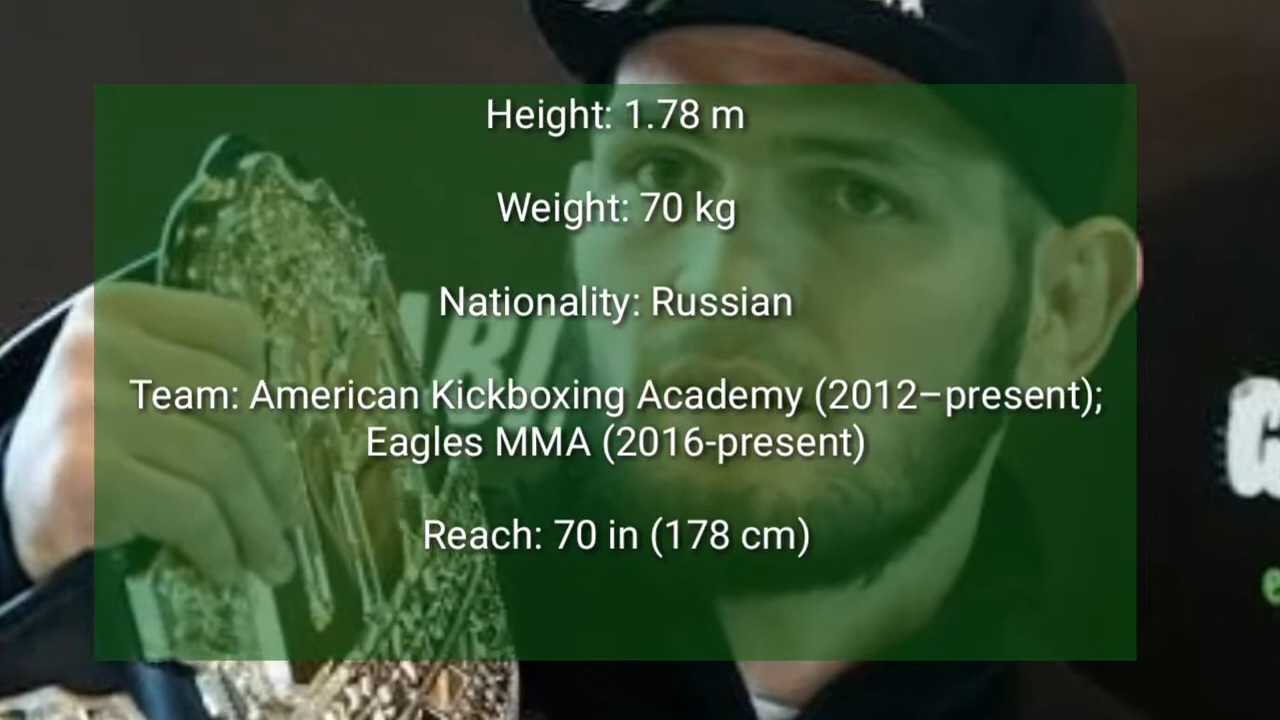 Height: 1.78 m
Weight: 70 kg
Nationality: Russian
Team: American Kickboxing Academy (2012–present);
Eagles MMA (2016-present)
Reach: 70 in (178 cm)